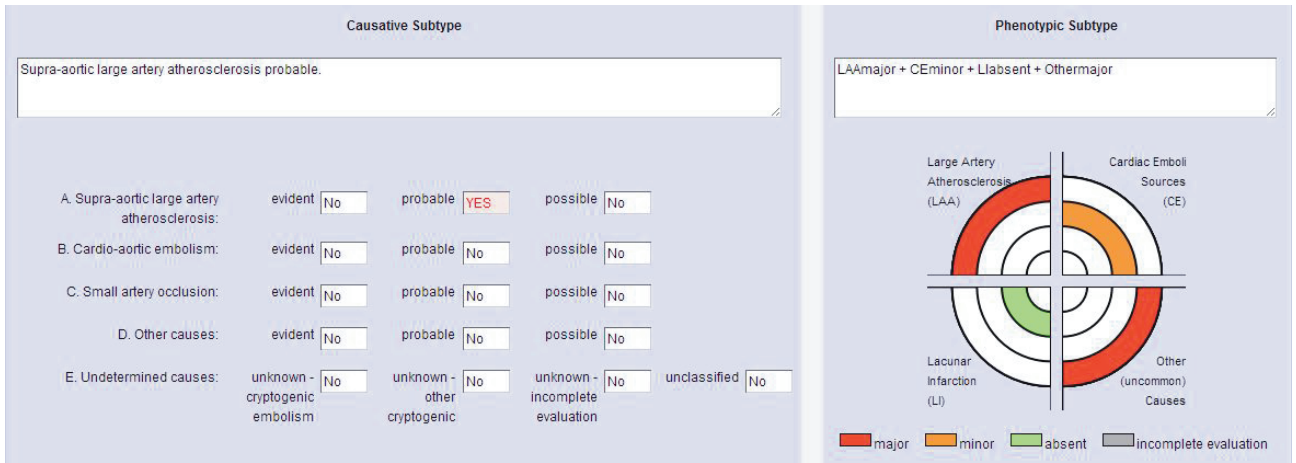 Causative Subtype
Supra-aortic large artery atherosclerosis probable.
A. Supra-aortic large artery atherosclerosis: evident No probable YES possible No
B. Cardio-aortic embolism: evident No probable No possible No
C. Small artery occlusion: evident No probable No possible No
D. Other causes: evident No probable No possible No
E. Undetermined causes: unknown - cryptogenic embolism No unknown - other cryptogenic No unknown - incomplete evaluation No unclassified No
Phenotypic Subtype
LAAmajor + CEminor + LIabsent + Othermajor
Large Artery
Atherosclerosis
(LAA)
Cardiac Emboli
Sources
(CE)
Lacunar
Infarction
(LI)
Other
(uncommon)
Causes
major minor absent incomplete evaluation